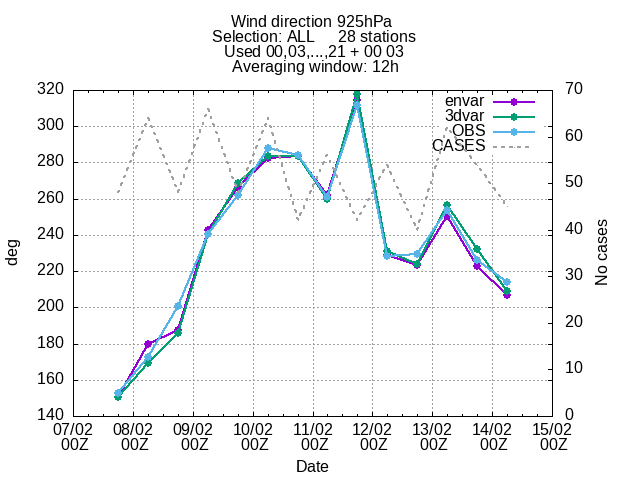 Wind direction 925hPa
Selection: ALL 28 stations
Used 00,03,...,21 + 00 03
Averaging window: 12h
320 70
envar
3dvar
OBS
CASES
300 60
280 50
260 40
240 30
220 20
200 10
180 0
160
140
deg
No cases
07/02 08/02 09/02 10/02 11/02 12/02 13/02 14/02 15/02
00Z 00Z 00Z 00Z 00Z 00Z 00Z 00Z 00Z
Date